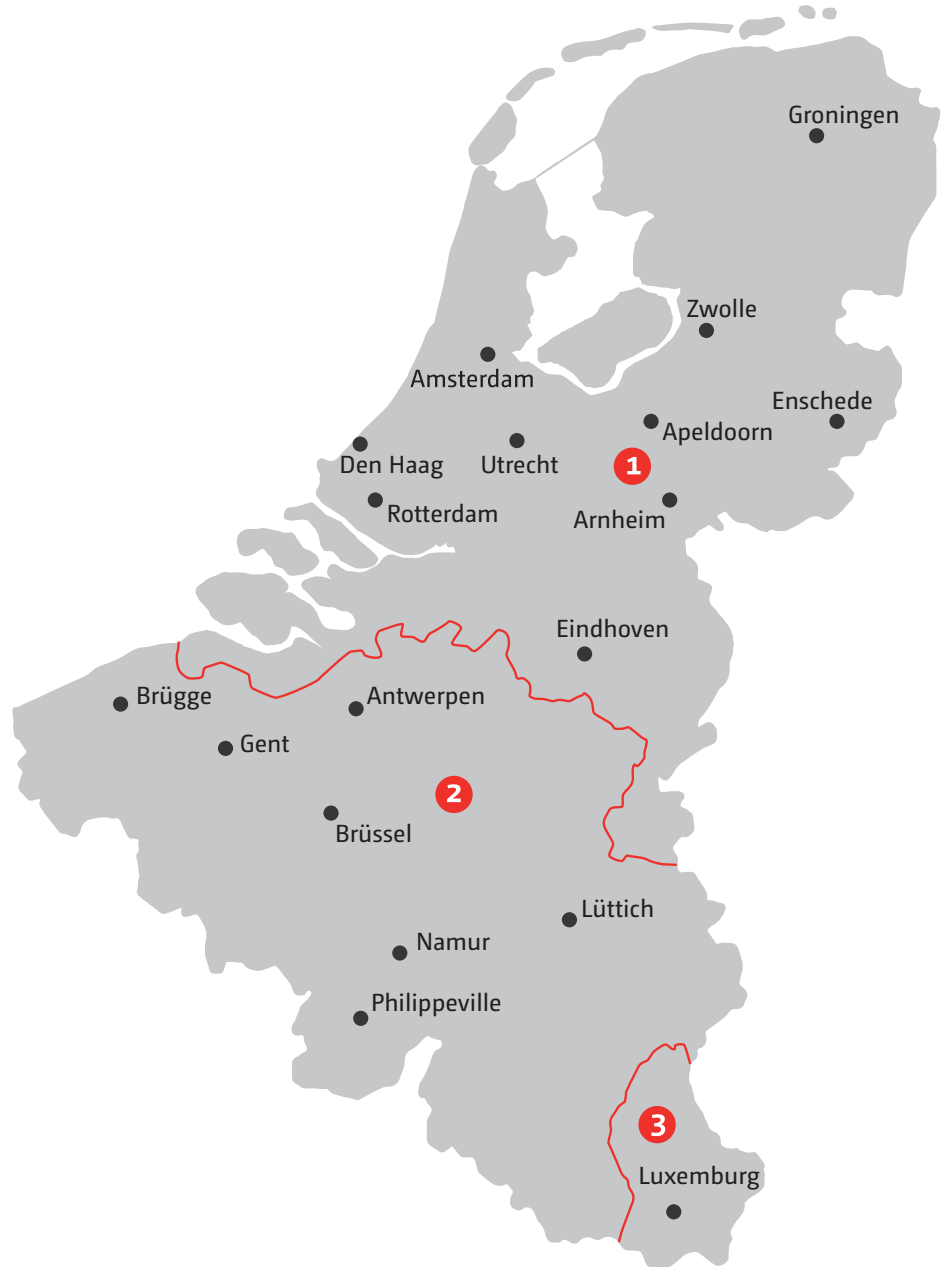 Groningen
Zwolle
Amsterdam
Enschede
Apeldoorn
Den Haag
Utrecht
1
Rotterdam
Arnheim
Eindhoven
Brügge
Antwerpen
Gent
2
Brüssel
Lüttich
Namur
Philippeville
3
Luxemburg